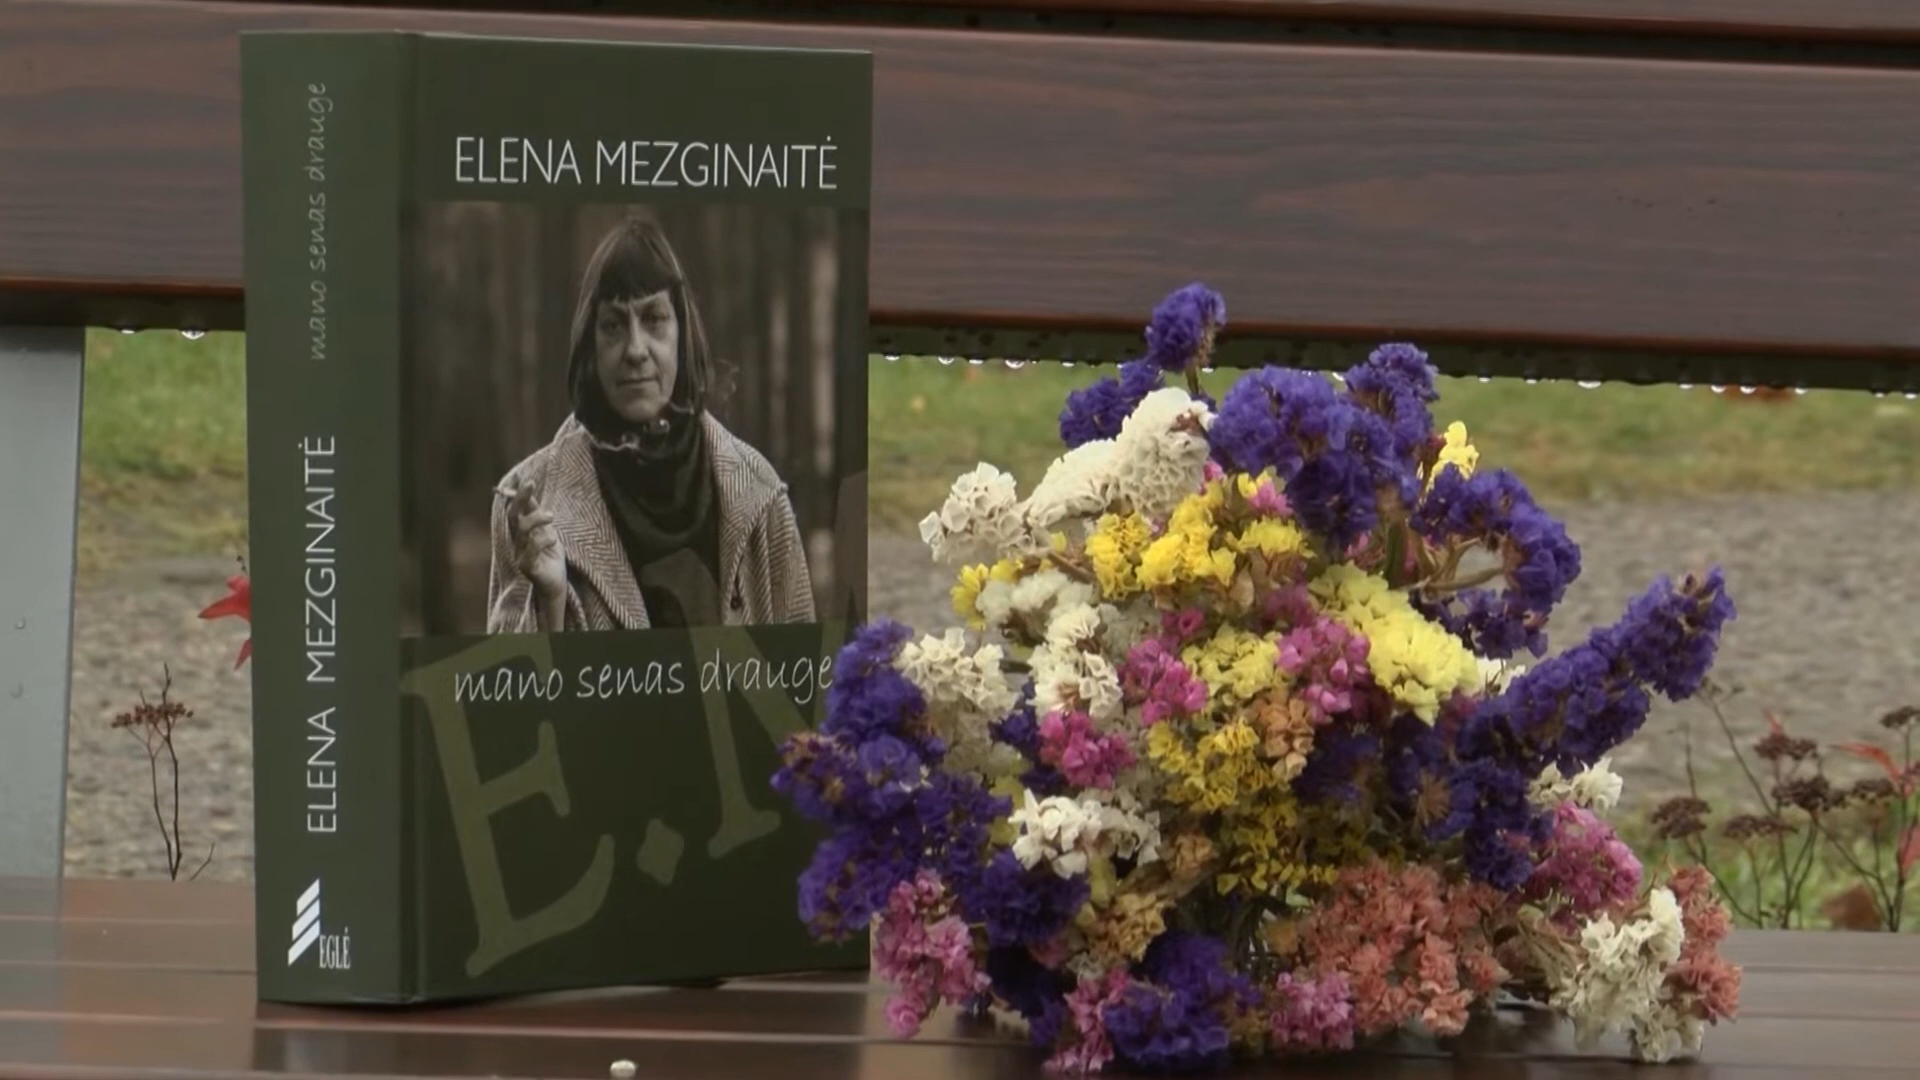 mano senas drauge
ELENA MEZGINAITĖ
EGLĖ
ELENA MEZGINAITĖ
mano senas drauge
E.M